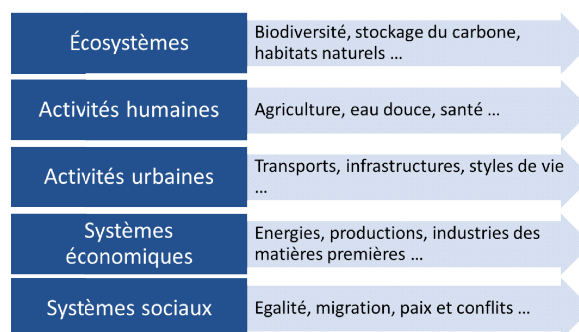 Écosystèmes
Biodiversité, stockage du carbone,
habitats naturels …
Activités humaines
Agriculture, eau douce, santé …
Activités urbaines
Transports, infrastructures, styles de vie
…
Systèmes
économiques
Energies, productions, industries des
matières premières …
Systèmes sociaux
Egalité, migration, paix et conflits …